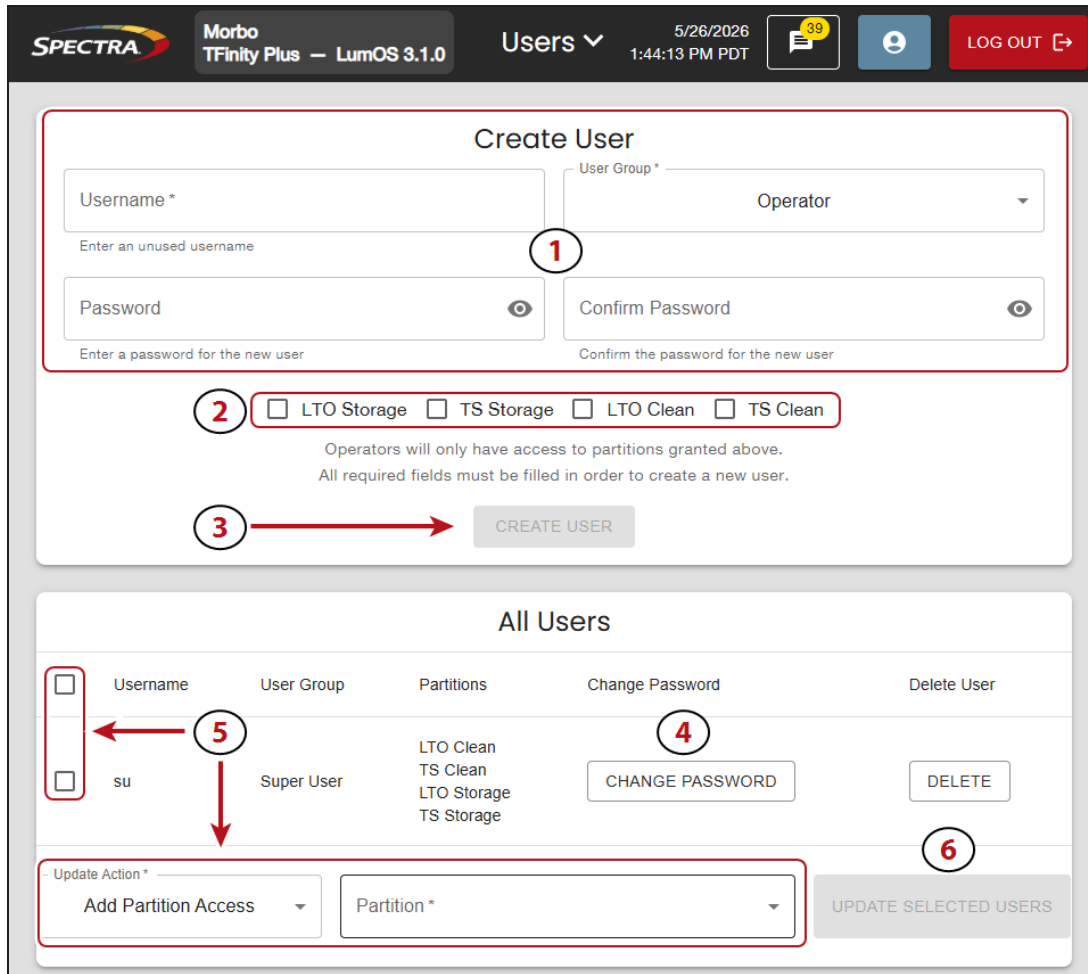 SPECTRA
Morbo
TFinity Plus — LumOS 3.1.0
Users
5/26/2026
1:44:13 PM PDT
39
LOG OUT
Create User
Username *
User Group *
Operator
Enter an unused username
1
Password
Confirm Password
Enter a password for the new user
Confirm the password for the new user
2
LTO Storage TS Storage LTO Clean TS Clean
Operators will only have access to partitions granted above.
All required fields must be filled in order to create a new user.
3
CREATE USER
All Users
Username User Group Partitions Change Password Delete User
5
4
su
Super User
LTO Clean
TS Clean
LTO Storage
TS Storage
CHANGE PASSWORD
DELETE
6
Update Action *
Add Partition Access
Partition *
UPDATE SELECTED USERS